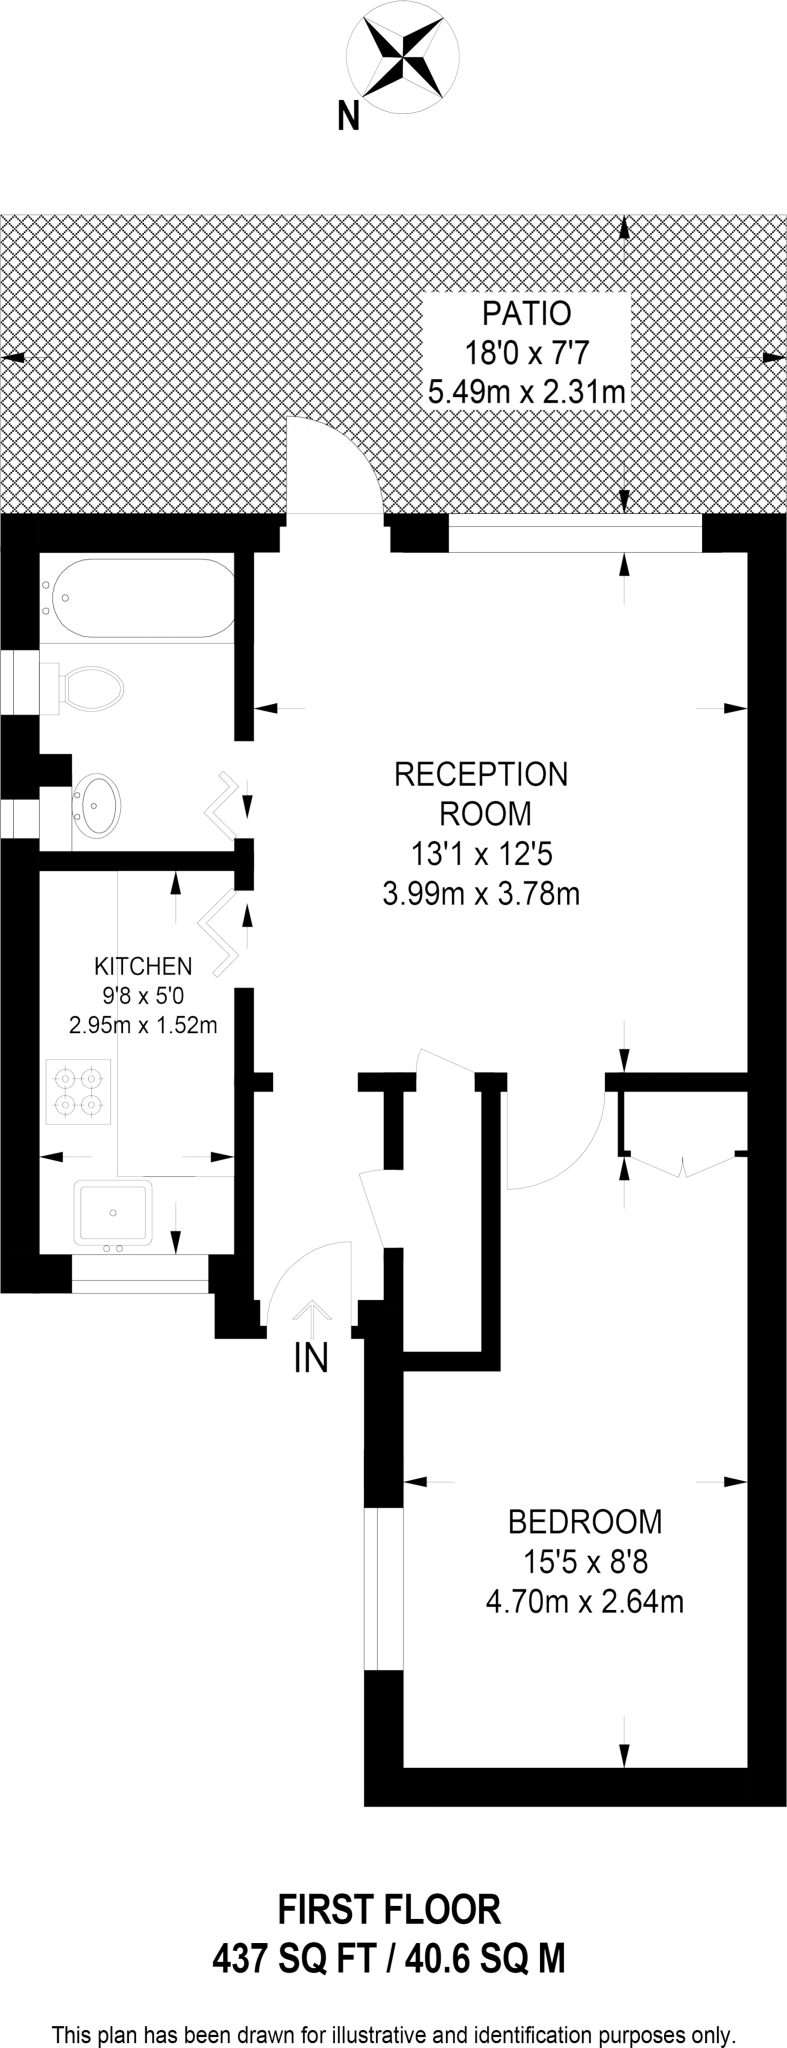 N
PATIO
18'0 x 7'7
5.49m x 2.31m
RECEPTION
ROOM
13'1 x 12'5
3.99m x 3.78m
KITCHEN
9'8 x 5'0
2.95m x 1.52m
IN
BEDROOM
15'5 x 8'8
4.70m x 2.64m
FIRST FLOOR
437 SQ FT / 40.6 SQ M
This plan has been drawn for illustrative and identification purposes only.